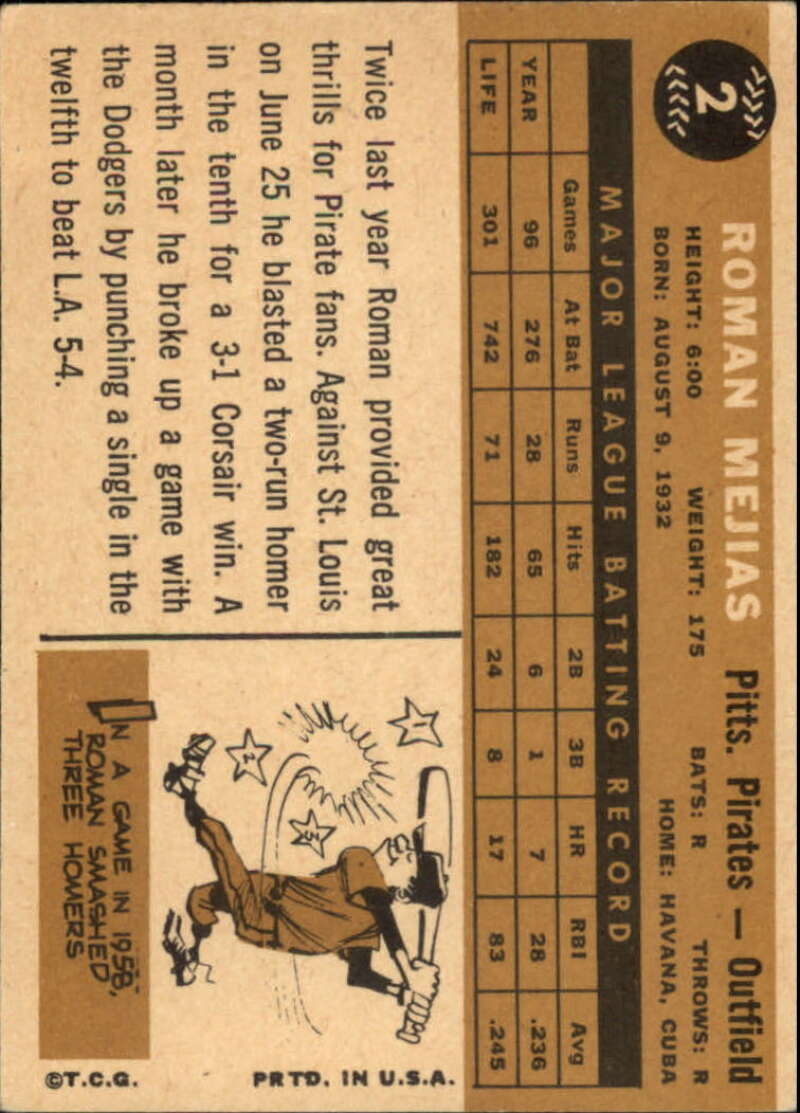 2
ROMAN MEJIAS Pitts. Pirates — Outfield
HEIGHT: 6:00 WEIGHT: 175 BATS: R THROWS: R
BORN: AUGUST 9, 1932 HOME: HAVANA, CUBA
MAJOR LEAGUE BATTING RECORD
Games At Bat Runs Hits 2B 3B HR RBI Avg
YEAR 96 276 28 65 6 1 7 28 .236
LIFE 301 742 71 182 24 8 17 83 .245
Twice last year Roman provided great
thrills for Pirate fans. Against St. Louis
on June 25 he blasted a two-run homer
in the tenth for a 3-1 Corsair win. A
month later he broke up a game with
the Dodgers by punching a single in the
twelfth to beat L.A. 5-4.
1
2
3
IN A GAME IN 1958,
ROMAN SMASHED
THREE HOMERS
©T.C.G. PRTD. IN U.S.A.